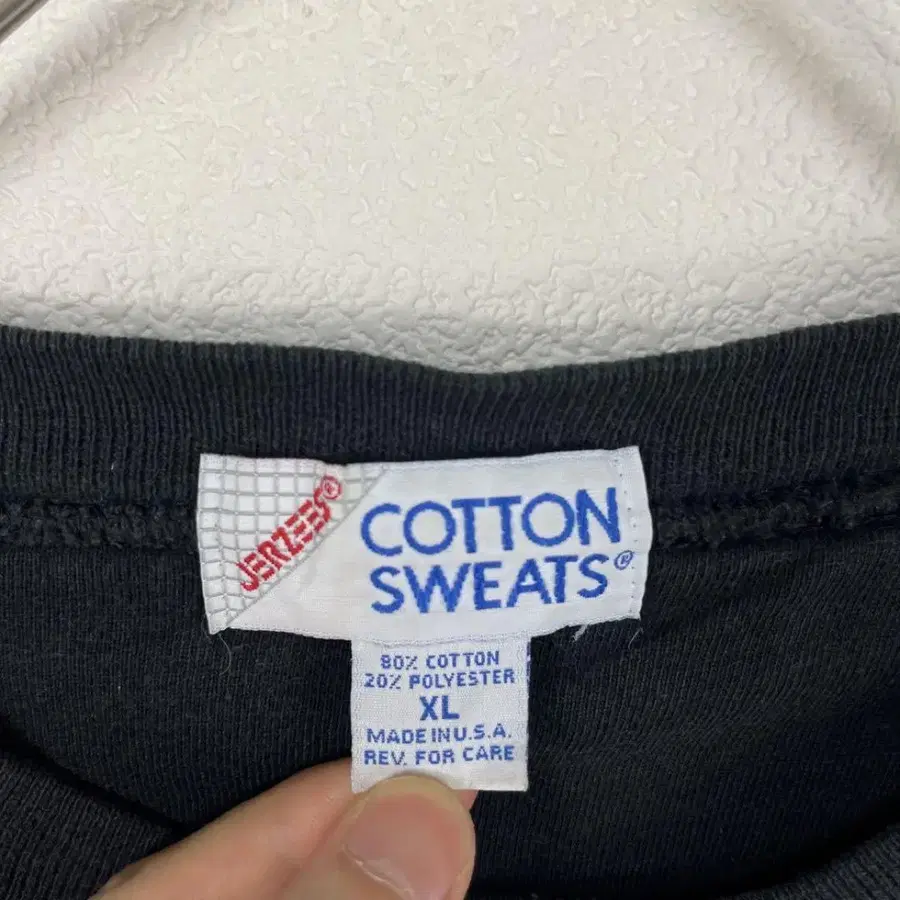 JERZEES®
COTTON
SWEATS®
80% COTTON
20% POLYESTER
XL
MADE IN U.S.A.
REV. FOR CARE